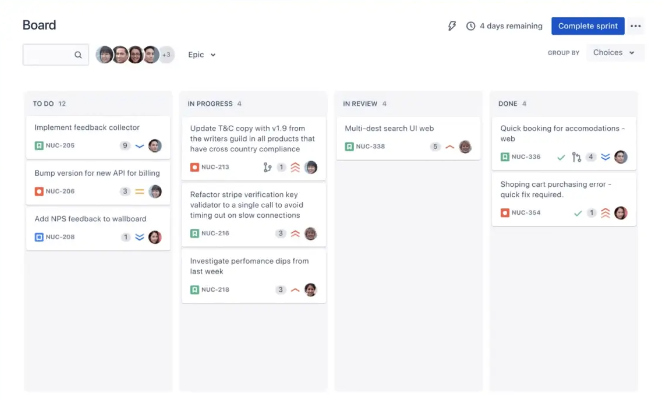 Board
4 days remaining
Complete sprint
+3
Epic
GROUP BY
Choices
TO DO 12
Implement feedback collector
NUC-205
9
Bump version for new API for billing
NUC-206
3
Add NPS feedback to wallboard
NUC-208
1
IN PROGRESS 4
Update T&C copy with v1.9 from
the writers guild in all products that
have cross country compliance
NUC-213
1
Refactor stripe verification key
validator to a single call to avoid
timing out on slow connections
NUC-216
3
Investigate perfomance dips from
last week
NUC-218
3
IN REVIEW 4
Multi-dest search UI web
NUC-338
5
DONE 4
Quick booking for accomodations -
web
NUC-336
4
Shoping cart purchasing error -
quick fix required.
NUC-354
1